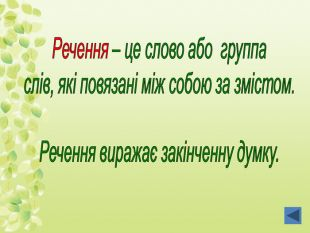 Речення – це слово або группа
слів, які повязані між собою за змістом.
Речення виражає закінченну думку.